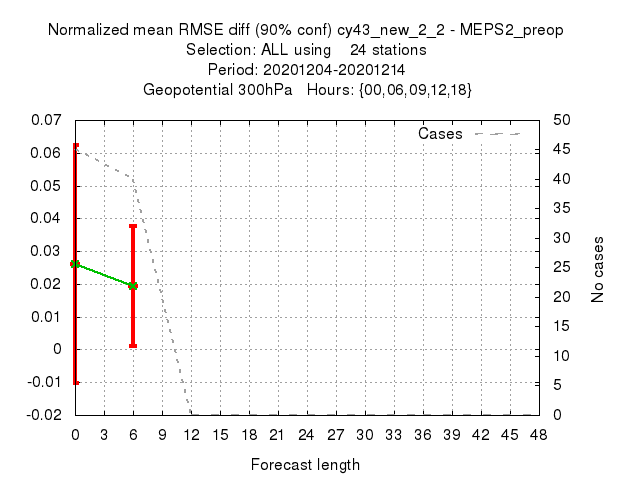 Normalized mean RMSE diff (90% conf) cy43_new_2_2 - MEPS2_preop
Selection: ALL using    24 stations
Period: 20201204-20201214
Geopotential 300hPa   Hours: {00,06,09,12,18}
0.07
0.06
0.05
0.04
0.03
0.02
0.01
0
-0.01
-0.02
Cases
50
45
40
35
30
25
20
15
10
5
0
No cases
0 3 6 9 12 15 18 21 24 27 30 33 36 39 42 45 48
Forecast length